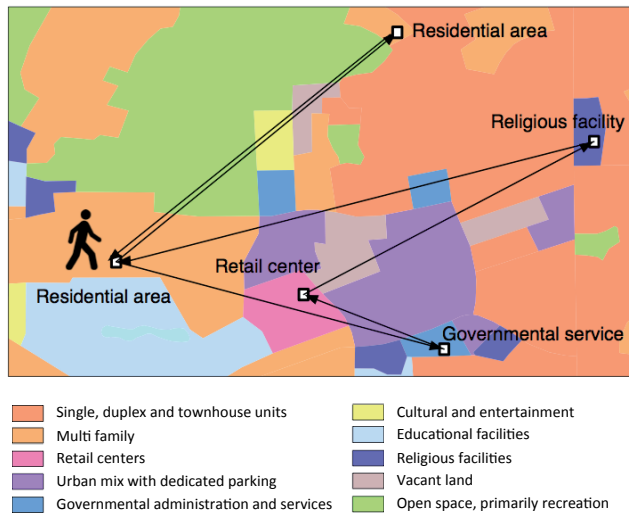 Residential area
Religious facility
Retail center
Residential area
Governmental service
Single, duplex and townhouse units
Multi family
Retail centers
Urban mix with dedicated parking
Governmental administration and services
Cultural and entertainment
Educational facilities
Religious facilities
Vacant land
Open space, primarily recreation